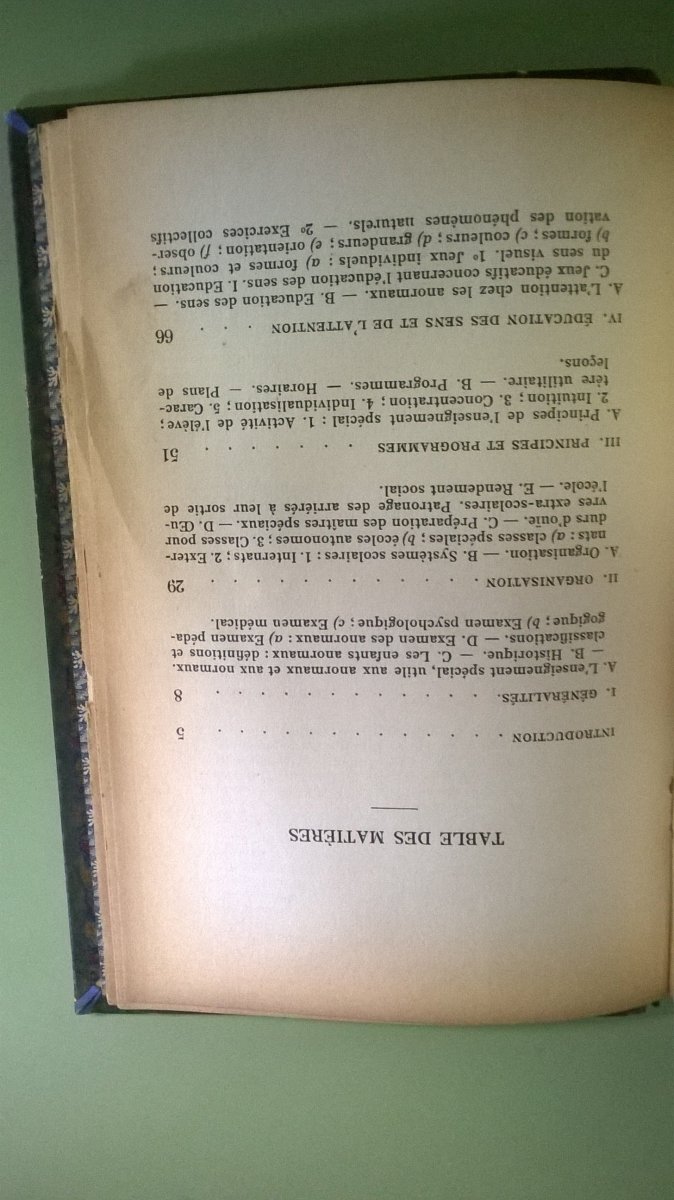 TABLE DES MATIÈRES
INTRODUCTION . . . . . . . . . . . . . 5
I. GÉNÉRALITÉS. . . . . . . . . . . . . 8
A. L'enseignement spécial, utile aux anormaux et aux normaux.
— B. Historique. — C. Les enfants anormaux : définitions et
classifications. — D. Examen des anormaux : a) Examen péda-
gogique ; b) Examen psychologique ; c) Examen médical.
II. ORGANISATION . . . . . . . . . . . . 29
A. Organisation. — B. Systèmes scolaires : 1. Internats ; 2. Exter-
nats : a) classes spéciales ; b) écoles autonomes ; 3. Classes pour
durs d'ouïe. — C. Préparation des maîtres spéciaux. — D. Œu-
vres extra-scolaires. Patronage des arriérés à leur sortie de
l'école. — E. Rendement social.
III. PRINCIPES ET PROGRAMMES . . . . . . . 51
A. Principes de l'enseignement spécial : 1. Activité de l'élève ;
2. Intuition ; 3. Concentration ; 4. Individualisation ; 5. Carac-
tère utilitaire. — B. Programmes. — Horaires. — Plans de
leçons.
IV. ÉDUCATION DES SENS ET DE L'ATTENTION . . . 66
A. L'attention chez les anormaux. — B. Education des sens. —
C. Jeux éducatifs concernant l'éducation des sens. I. Education
du sens visuel. 1º Jeux individuels : a) formes et couleurs ;
b) formes ; c) couleurs ; d) grandeurs ; e) orientation ; f) obser-
vation des phénomènes naturels. — 2º Exercices collectifs